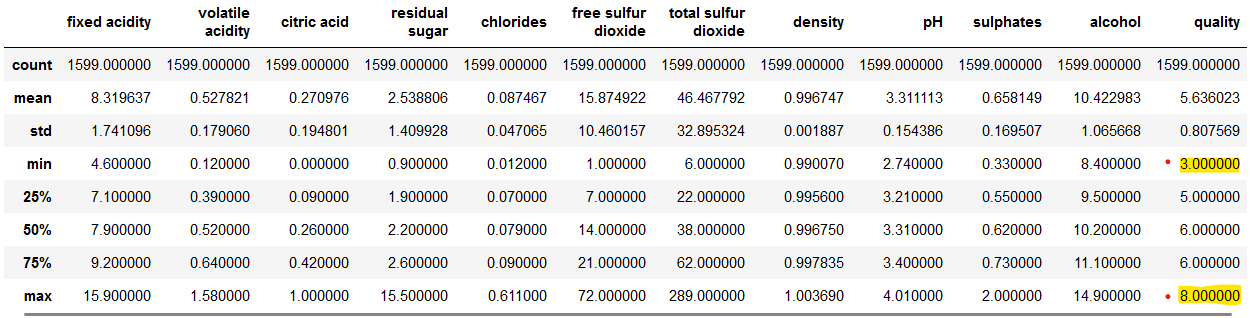 fixed acidity volatile acidity citric acid residual sugar chlorides free sulfur dioxide total sulfur dioxide density pH sulphates alcohol quality
count 1599.000000 1599.000000 1599.000000 1599.000000 1599.000000 1599.000000 1599.000000 1599.000000 1599.000000 1599.000000 1599.000000 1599.000000
mean 8.319637 0.527821 0.270976 2.538806 0.087467 15.874922 46.467792 0.996747 3.311113 0.658149 10.422983 5.636023
std 1.741096 0.179060 0.194801 1.409928 0.047065 10.460157 32.895324 0.001887 0.154386 0.169507 1.065668 0.807569
min 4.600000 0.120000 0.000000 0.900000 0.012000 1.000000 6.000000 0.990070 2.740000 0.330000 8.400000 3.000000
25% 7.100000 0.390000 0.090000 1.900000 0.070000 7.000000 22.000000 0.995600 3.210000 0.550000 9.500000 5.000000
50% 7.900000 0.520000 0.260000 2.200000 0.079000 14.000000 38.000000 0.996750 3.310000 0.620000 10.200000 6.000000
75% 9.200000 0.640000 0.420000 2.600000 0.090000 21.000000 62.000000 0.997835 3.400000 0.730000 11.100000 6.000000
max 15.900000 1.580000 1.000000 15.500000 0.611000 72.000000 289.000000 1.003690 4.010000 2.000000 14.900000 8.000000